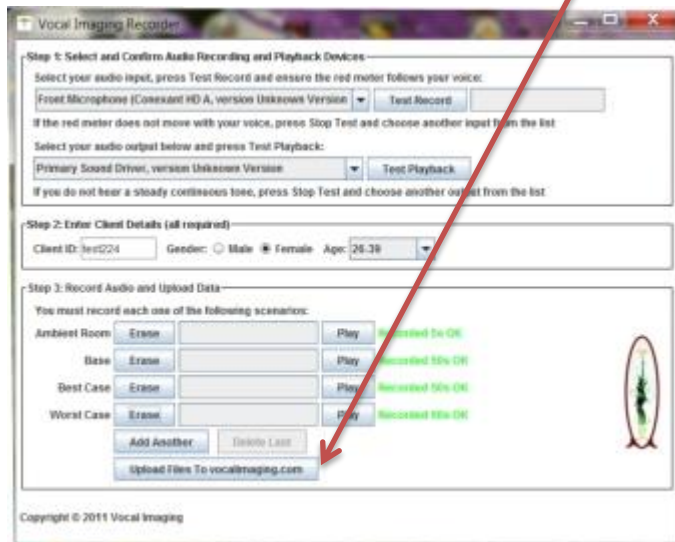 Vocal Imaging Recorder
Step 1: Select and Confirm Audio Recording and Playback Devices
Select your audio input, press Test Record and ensure the red meter follows your voice:
Front Microphone (Conexant HD A, version Unknown Version Test Record
If the red meter does not move with your voice, press Stop Test and choose another input from the list
Select your audio output below and press Test Playback:
Primary Sound Driver, version Unknown Version Test Playback
If you do not hear a steady continuous tone, press Stop Test and choose another output from the list
Step 2: Enter Client Details (all required)
Client ID: test224 Gender: Male Female Age: 26-39
Step 3: Record Audio and Upload Data
You must record each one of the following scenarios:
Ambient Room Erase Play Recorded 5s OK
Base Erase Play Recorded 50s OK
Best Case Erase Play Recorded 50s OK
Worst Case Erase Play Recorded OK
Add Another Delete Last
Upload Files To vocalimaging.com
Copyright © 2011 Vocal Imaging